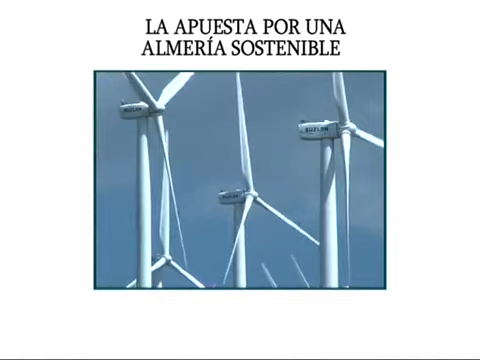 LA APUESTA POR UNA
ALMERÍA SOSTENIBLE
SUZLON
SUZLON
SUZLON